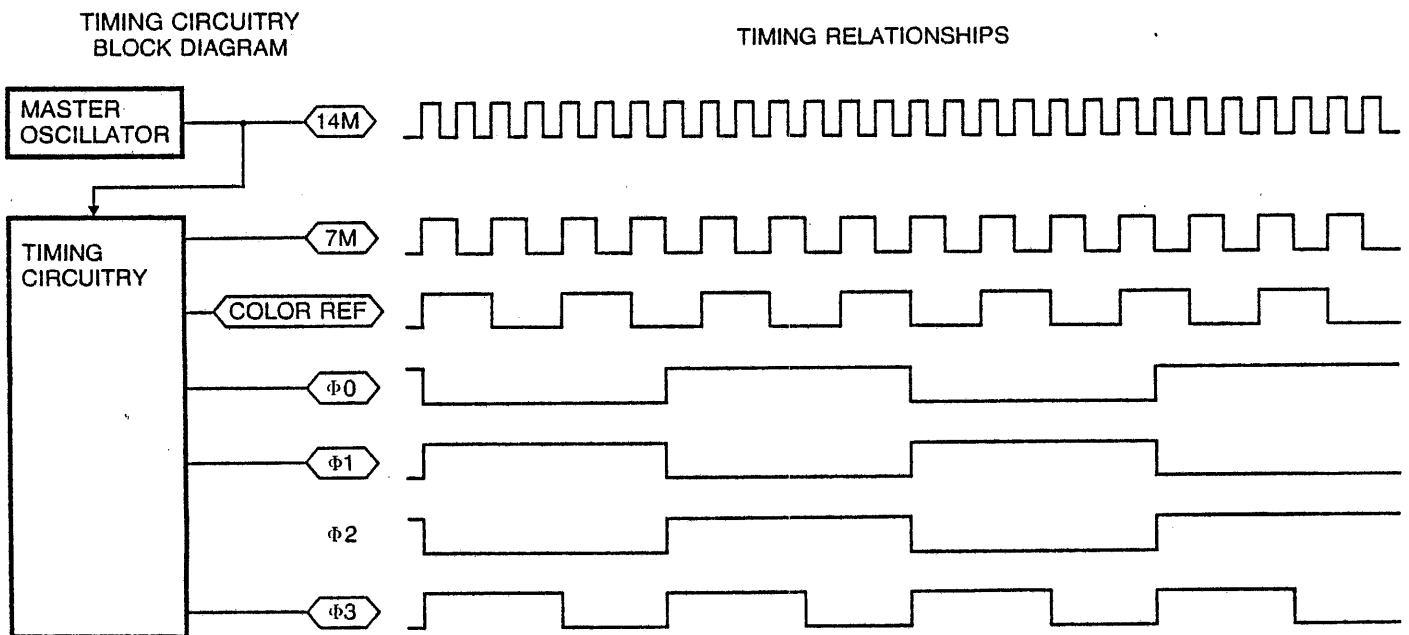 TIMING CIRCUITRY
BLOCK DIAGRAM
TIMING RELATIONSHIPS
MASTER
OSCILLATOR
14M
TIMING
CIRCUITRY
7M
COLOR REF
Φ0
Φ1
Φ2
Φ3